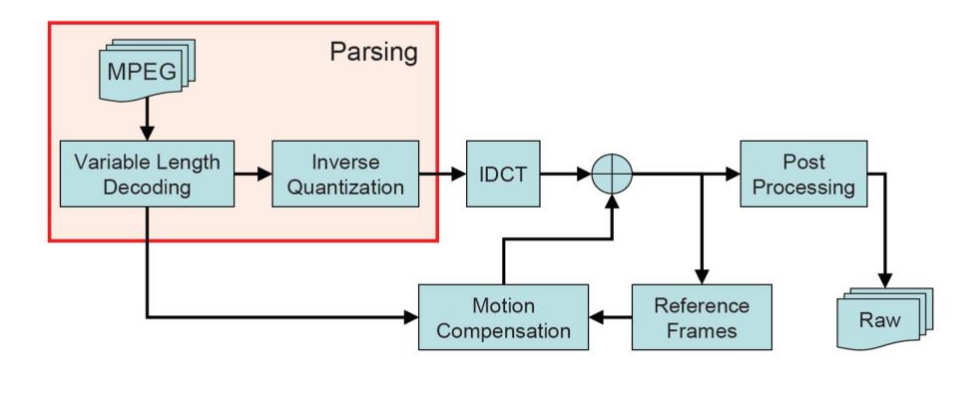 Parsing
MPEG
Variable Length
Decoding
Inverse
Quantization
IDCT
Post
Processing
Motion
Compensation
Reference
Frames
Raw